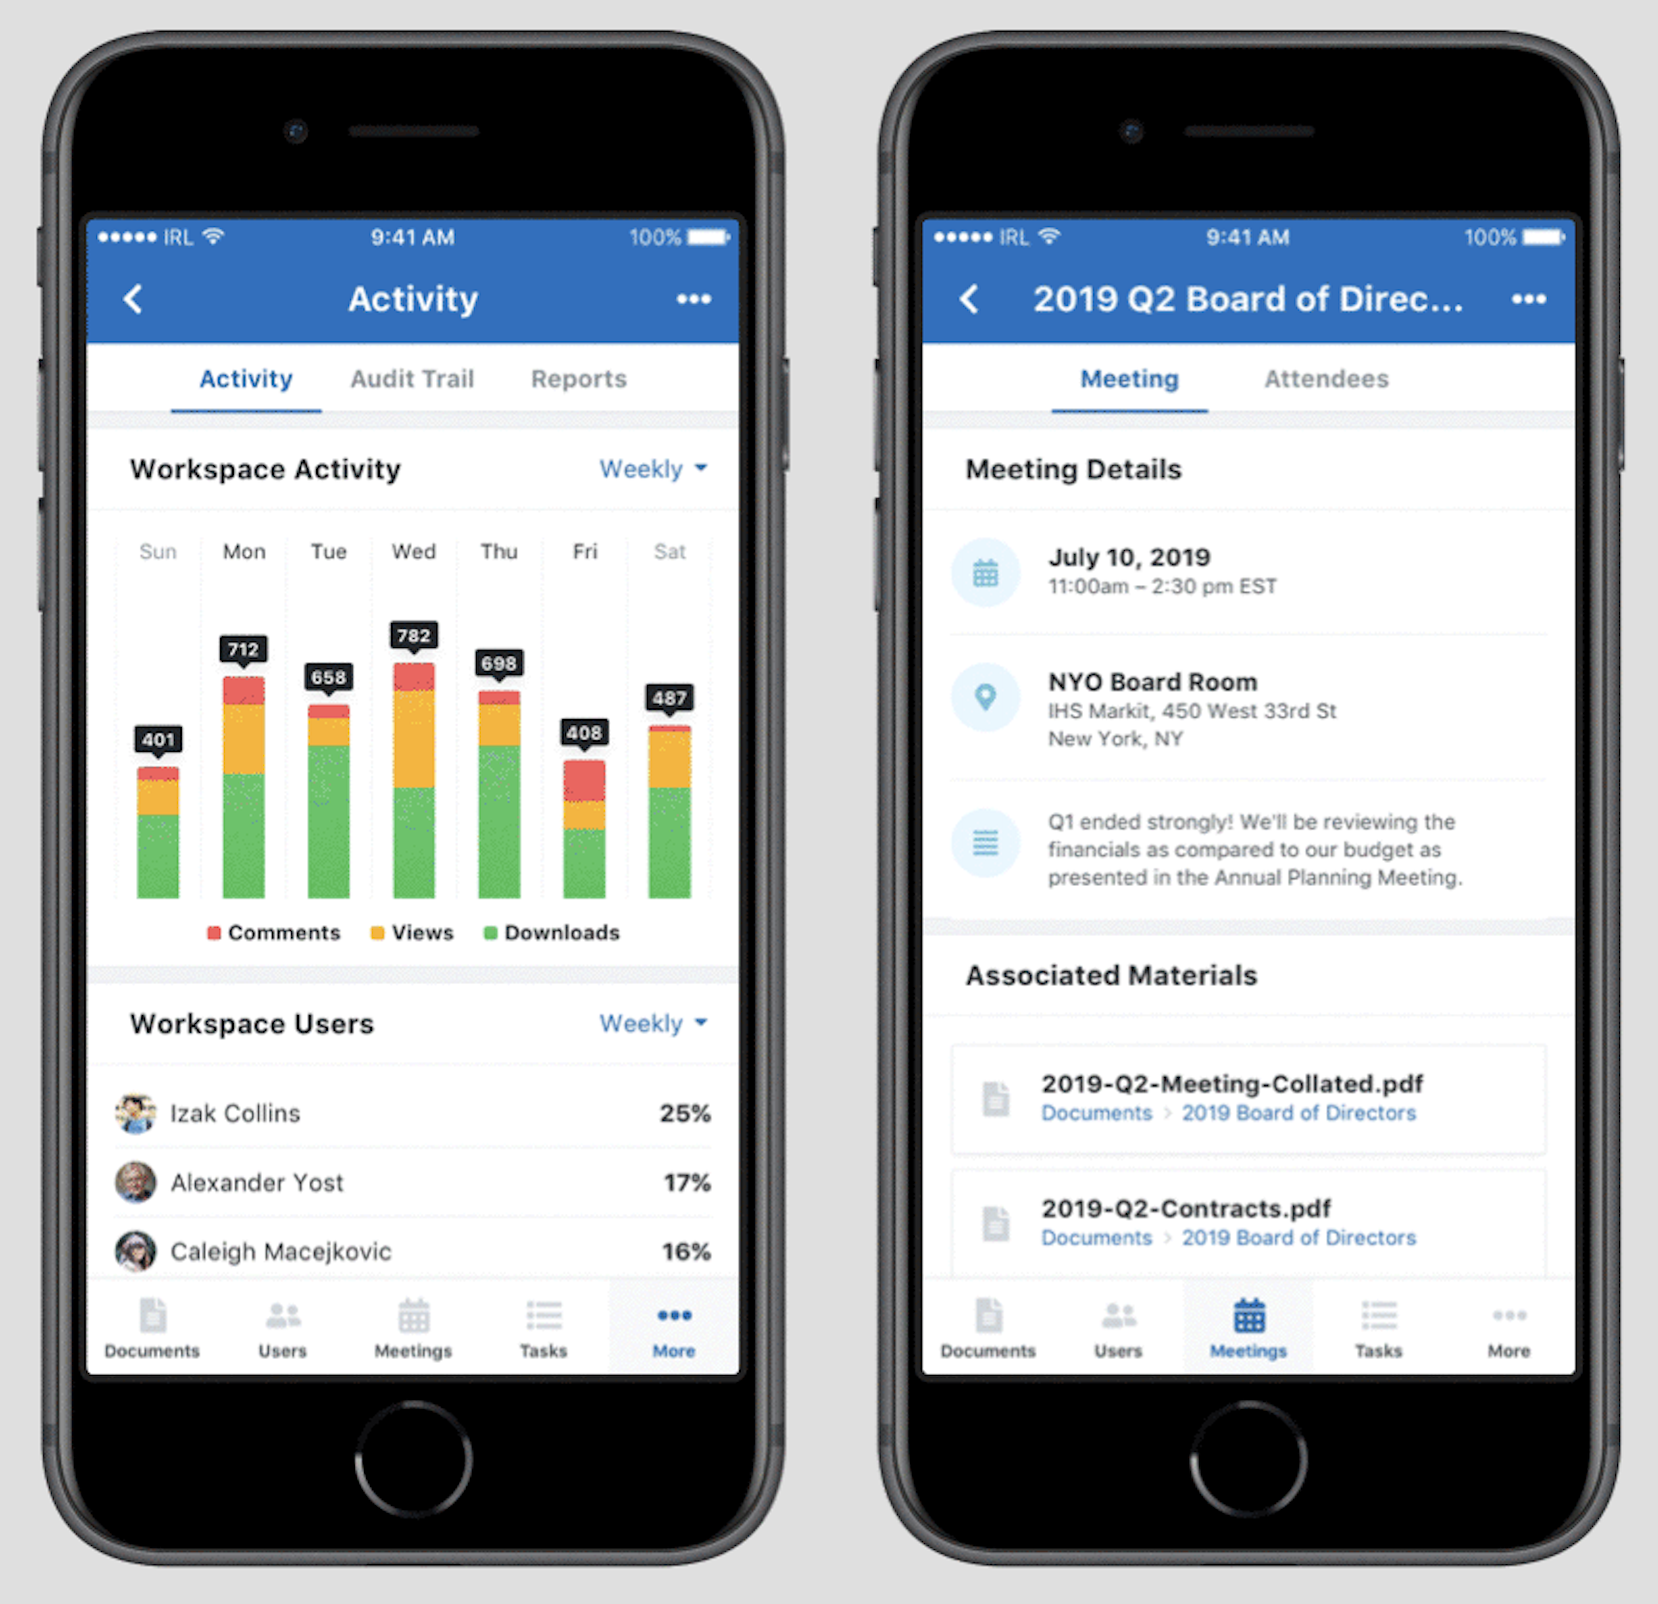 IRL 9:41 AM 100%
Activity
Activity Audit Trail Reports
Workspace Activity Weekly
Sun Mon Tue Wed Thu Fri Sat
401 712 658 782 698 408 487
Comments Views Downloads
Workspace Users Weekly
Izak Collins 25%
Alexander Yost 17%
Caleigh Macejkovic 16%
Documents Users Meetings Tasks More
IRL 9:41 AM 100%
2019 Q2 Board of Direc...
Meeting Attendees
Meeting Details
July 10, 2019
11:00am – 2:30 pm EST
NYO Board Room
IHS Markit, 450 West 33rd St
New York, NY
Q1 ended strongly! We'll be reviewing the
financials as compared to our budget as
presented in the Annual Planning Meeting.
Associated Materials
2019-Q2-Meeting-Collated.pdf
Documents > 2019 Board of Directors
2019-Q2-Contracts.pdf
Documents > 2019 Board of Directors
Documents Users Meetings Tasks More